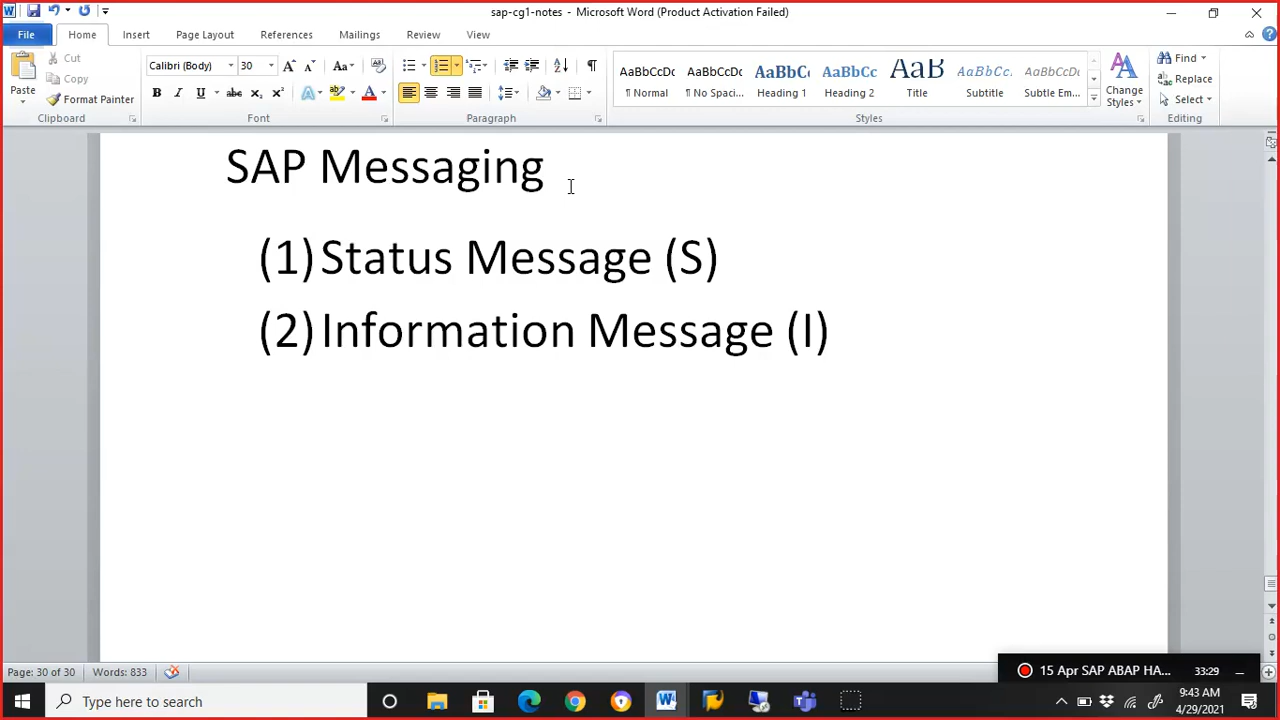 sap-cg1-notes - Microsoft Word (Product Activation Failed)
File Home Insert Page Layout References Mailings Review View
Paste
Cut
Copy
Format Painter
Calibri (Body) 30
AaBbCcDc AaBbCcDc AaBbC AaBbCc AaB AaBbCc. AaBbCcDc
¶ Normal ¶ No Spaci... Heading 1 Heading 2 Title Subtitle Subtle Em...
Change Styles
Find
Replace
Select
Clipboard Font Paragraph Styles Editing
SAP Messaging
(1) Status Message (S)
(2) Information Message (I)
Page: 30 of 30 Words: 833
15 Apr SAP ABAP HA... 33:29
Type here to search
9:43 AM
4/29/2021